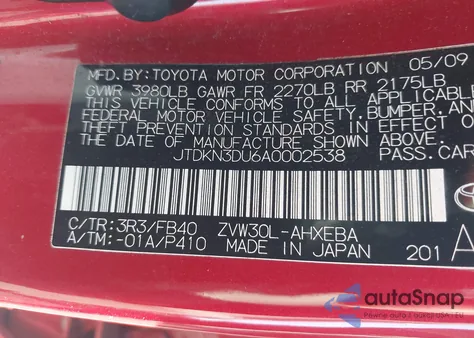 MFD.BY:TOYOTA MOTOR CORPORATION 05/09
GVWR 3980LB GAWR FR 2270LB RR 2175LB
THIS VEHICLE CONFORMS TO ALL APPLICABLE
FEDERAL MOTOR VEHICLE SAFETY, BUMPER, AND
THEFT PREVENTION STANDARDS IN EFFECT ON
THE DATE OF MANUFACTURE SHOWN ABOVE.
JTDKN3DU6A0002538 PASS.CAR
C/TR:3R3/FB40 ZVW30L-AHXEBA
A/TM:-01A/P410 MADE IN JAPAN 201
autoSnap